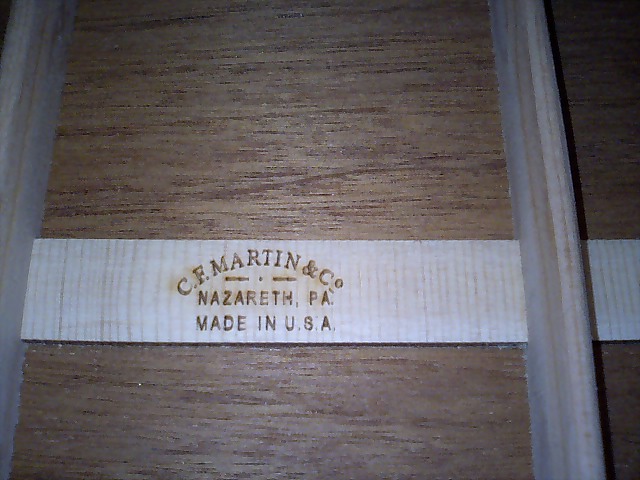 C.F. MARTIN & Co
NAZARETH, PA.
MADE IN U.S.A.